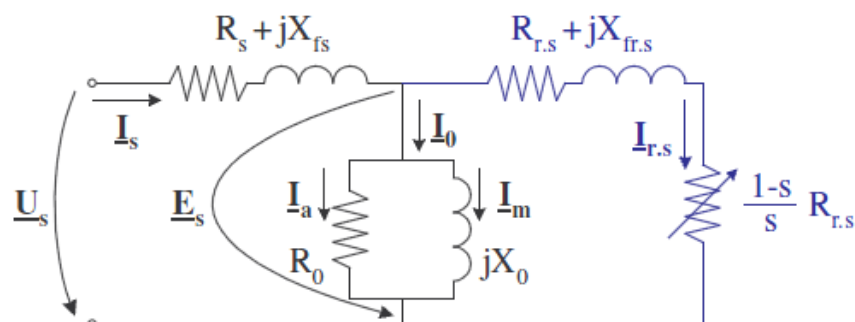 R_s + jX_fs
R_r.s + jX_fr.s
I_s
I_0
I_r.s
U_s
E_s
I_a
I_m
1-s
s
R_r.s
R_0
jX_0